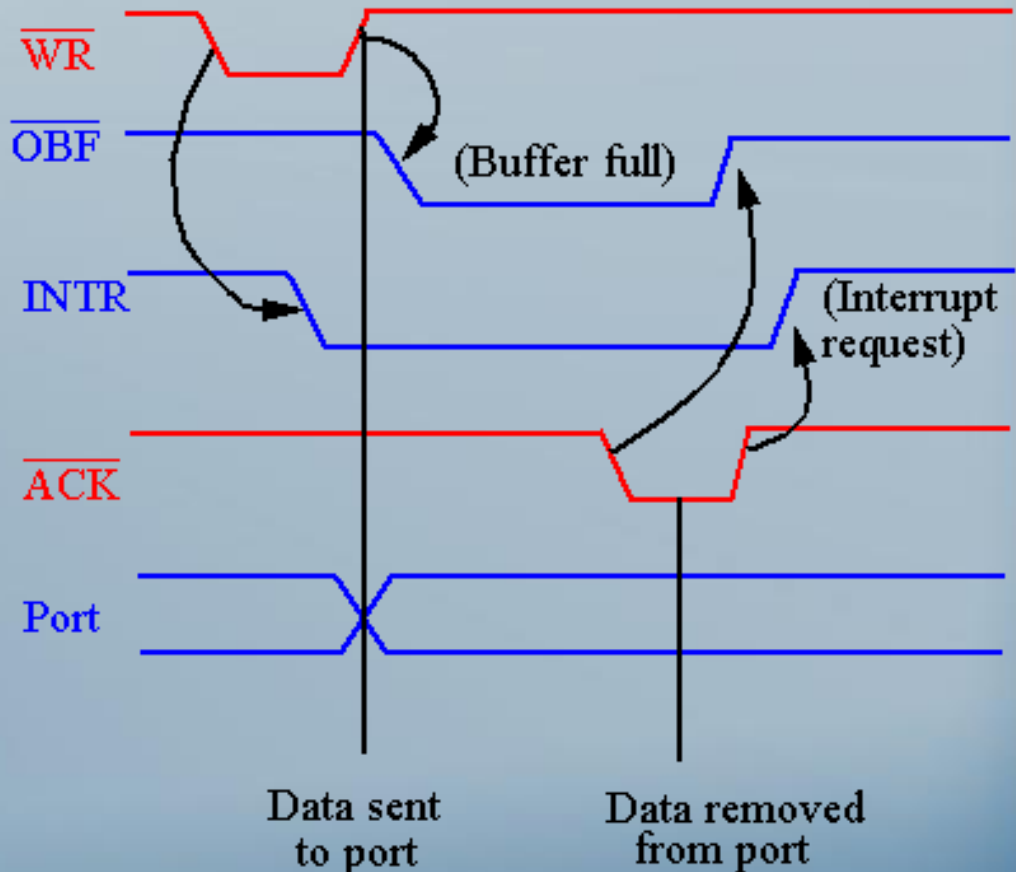 WR
OBF
(Buffer full)
INTR
(Interrupt
request)
ACK
Port
Data sent
to port
Data removed
from port